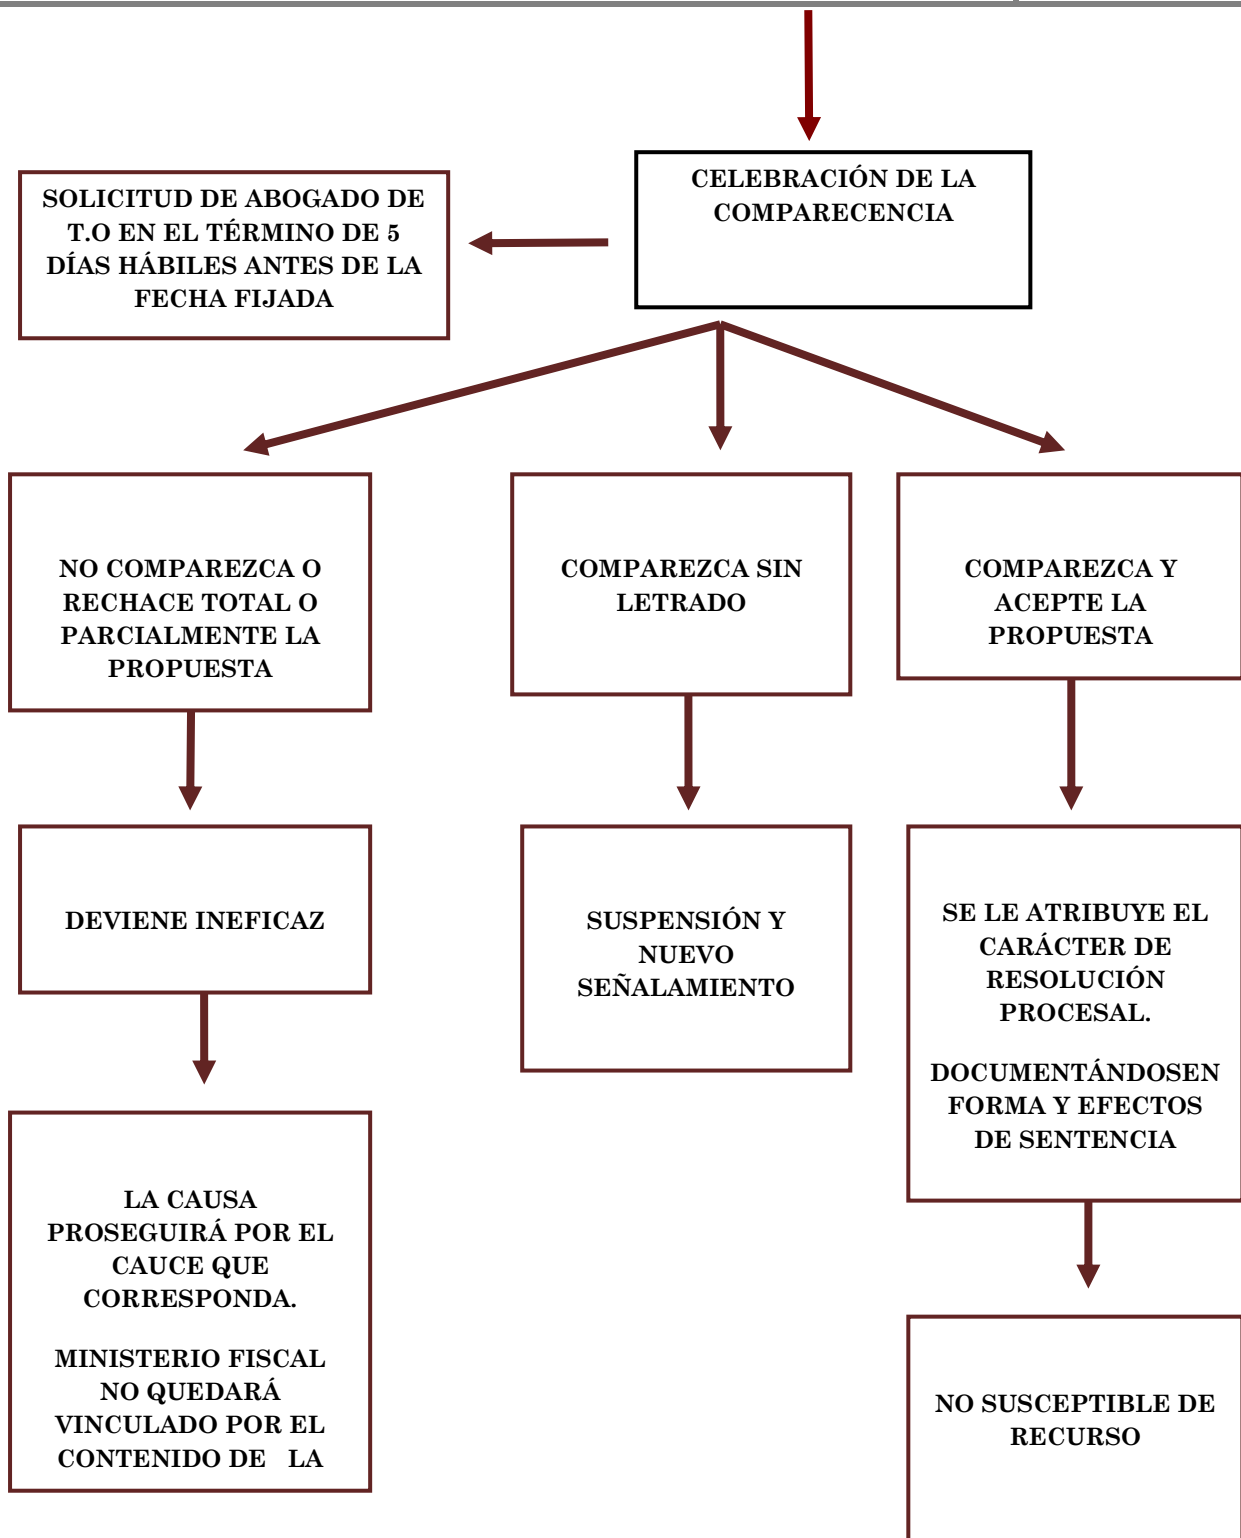 CELEBRACIÓN DE LA
COMPARECENCIA
SOLICITUD DE ABOGADO DE
T.O EN EL TÉRMINO DE 5
DÍAS HÁBILES ANTES DE LA
FECHA FIJADA
NO COMPAREZCA O
RECHACE TOTAL O
PARCIALMENTE LA
PROPUESTA
COMPAREZCA SIN
LETRADO
COMPAREZCA Y
ACEPTE LA
PROPUESTA
DEVIENE INEFICAZ
SUSPENSIÓN Y
NUEVO
SEÑALAMIENTO
SE LE ATRIBUYE EL
CARÁCTER DE
RESOLUCIÓN
PROCESAL.
DOCUMENTÁNDOSEN
FORMA Y EFECTOS
DE SENTENCIA
LA CAUSA
PROSEGUIRÁ POR EL
CAUCE QUE
CORRESPONDA.
MINISTERIO FISCAL
NO QUEDARÁ
VINCULADO POR EL
CONTENIDO DE LA
NO SUSCEPTIBLE DE
RECURSO